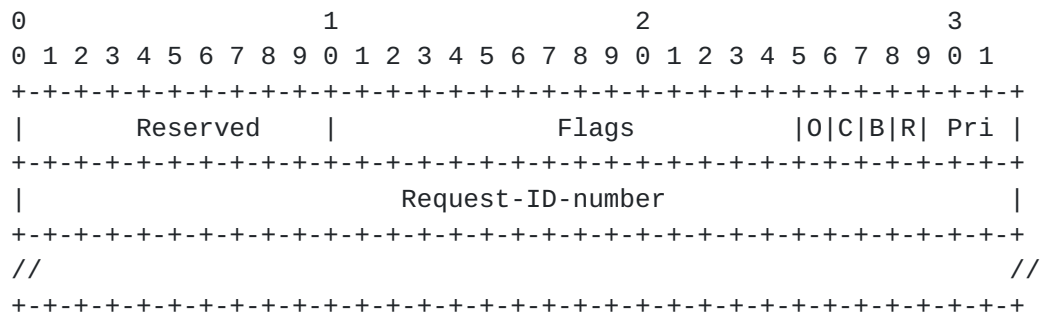 0                   1                   2                   3
0 1 2 3 4 5 6 7 8 9 0 1 2 3 4 5 6 7 8 9 0 1 2 3 4 5 6 7 8 9 0 1
+-+-+-+-+-+-+-+-+-+-+-+-+-+-+-+-+-+-+-+-+-+-+-+-+-+-+-+-+-+-+-+-+
|       Reserved    |              Flags          |O|C|B|R| Pri |
+-+-+-+-+-+-+-+-+-+-+-+-+-+-+-+-+-+-+-+-+-+-+-+-+-+-+-+-+-+-+-+-+
|                        Request-ID-number                      |
+-+-+-+-+-+-+-+-+-+-+-+-+-+-+-+-+-+-+-+-+-+-+-+-+-+-+-+-+-+-+-+-+
//                                                              //
+-+-+-+-+-+-+-+-+-+-+-+-+-+-+-+-+-+-+-+-+-+-+-+-+-+-+-+-+-+-+-+-+